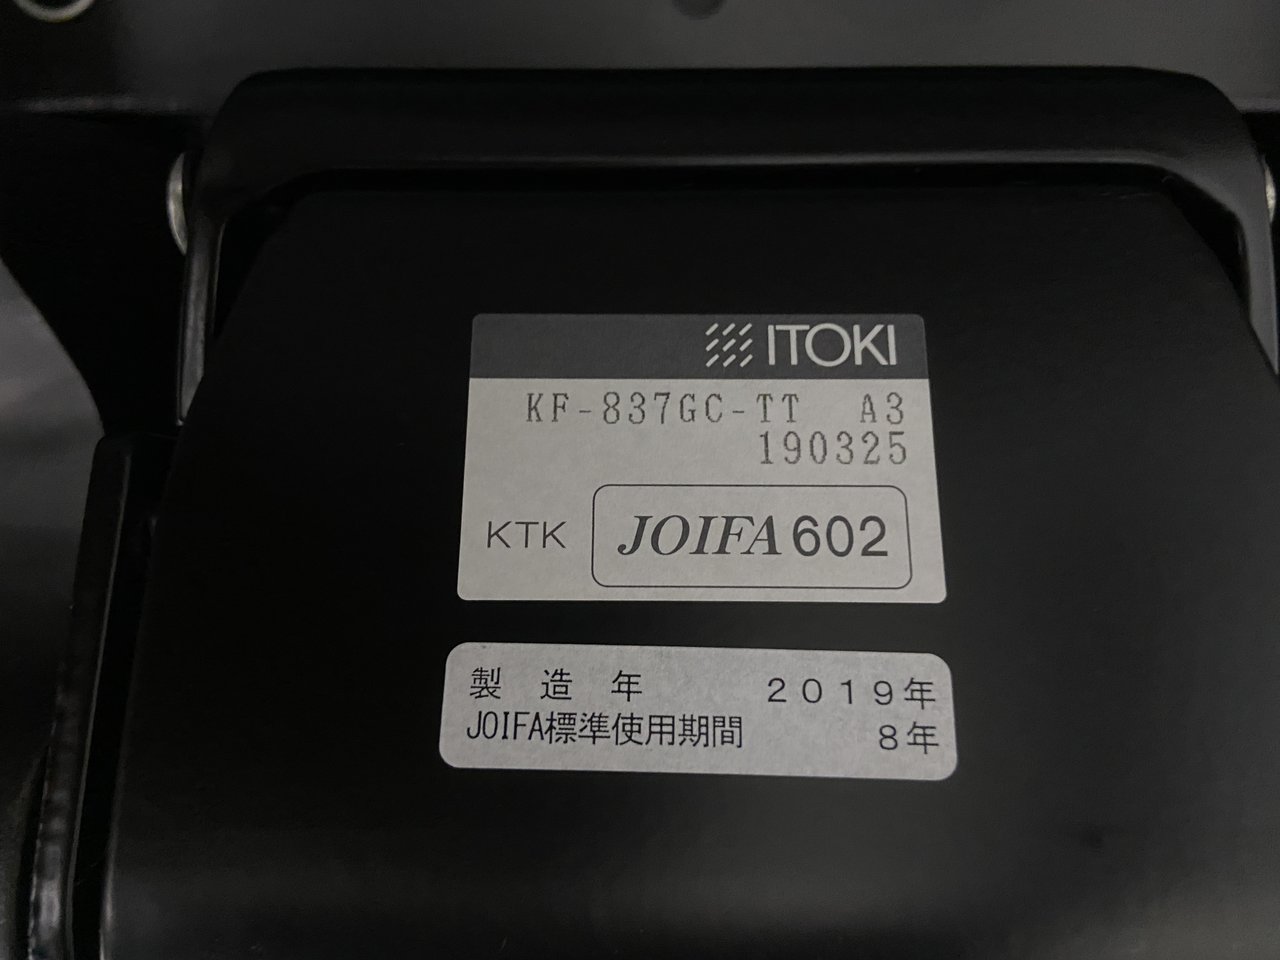 ITOKI
KF-837GC-TT A3
190325
KTK JOIFA602
製造年 2019年
JOIFA標準使用期間 8年